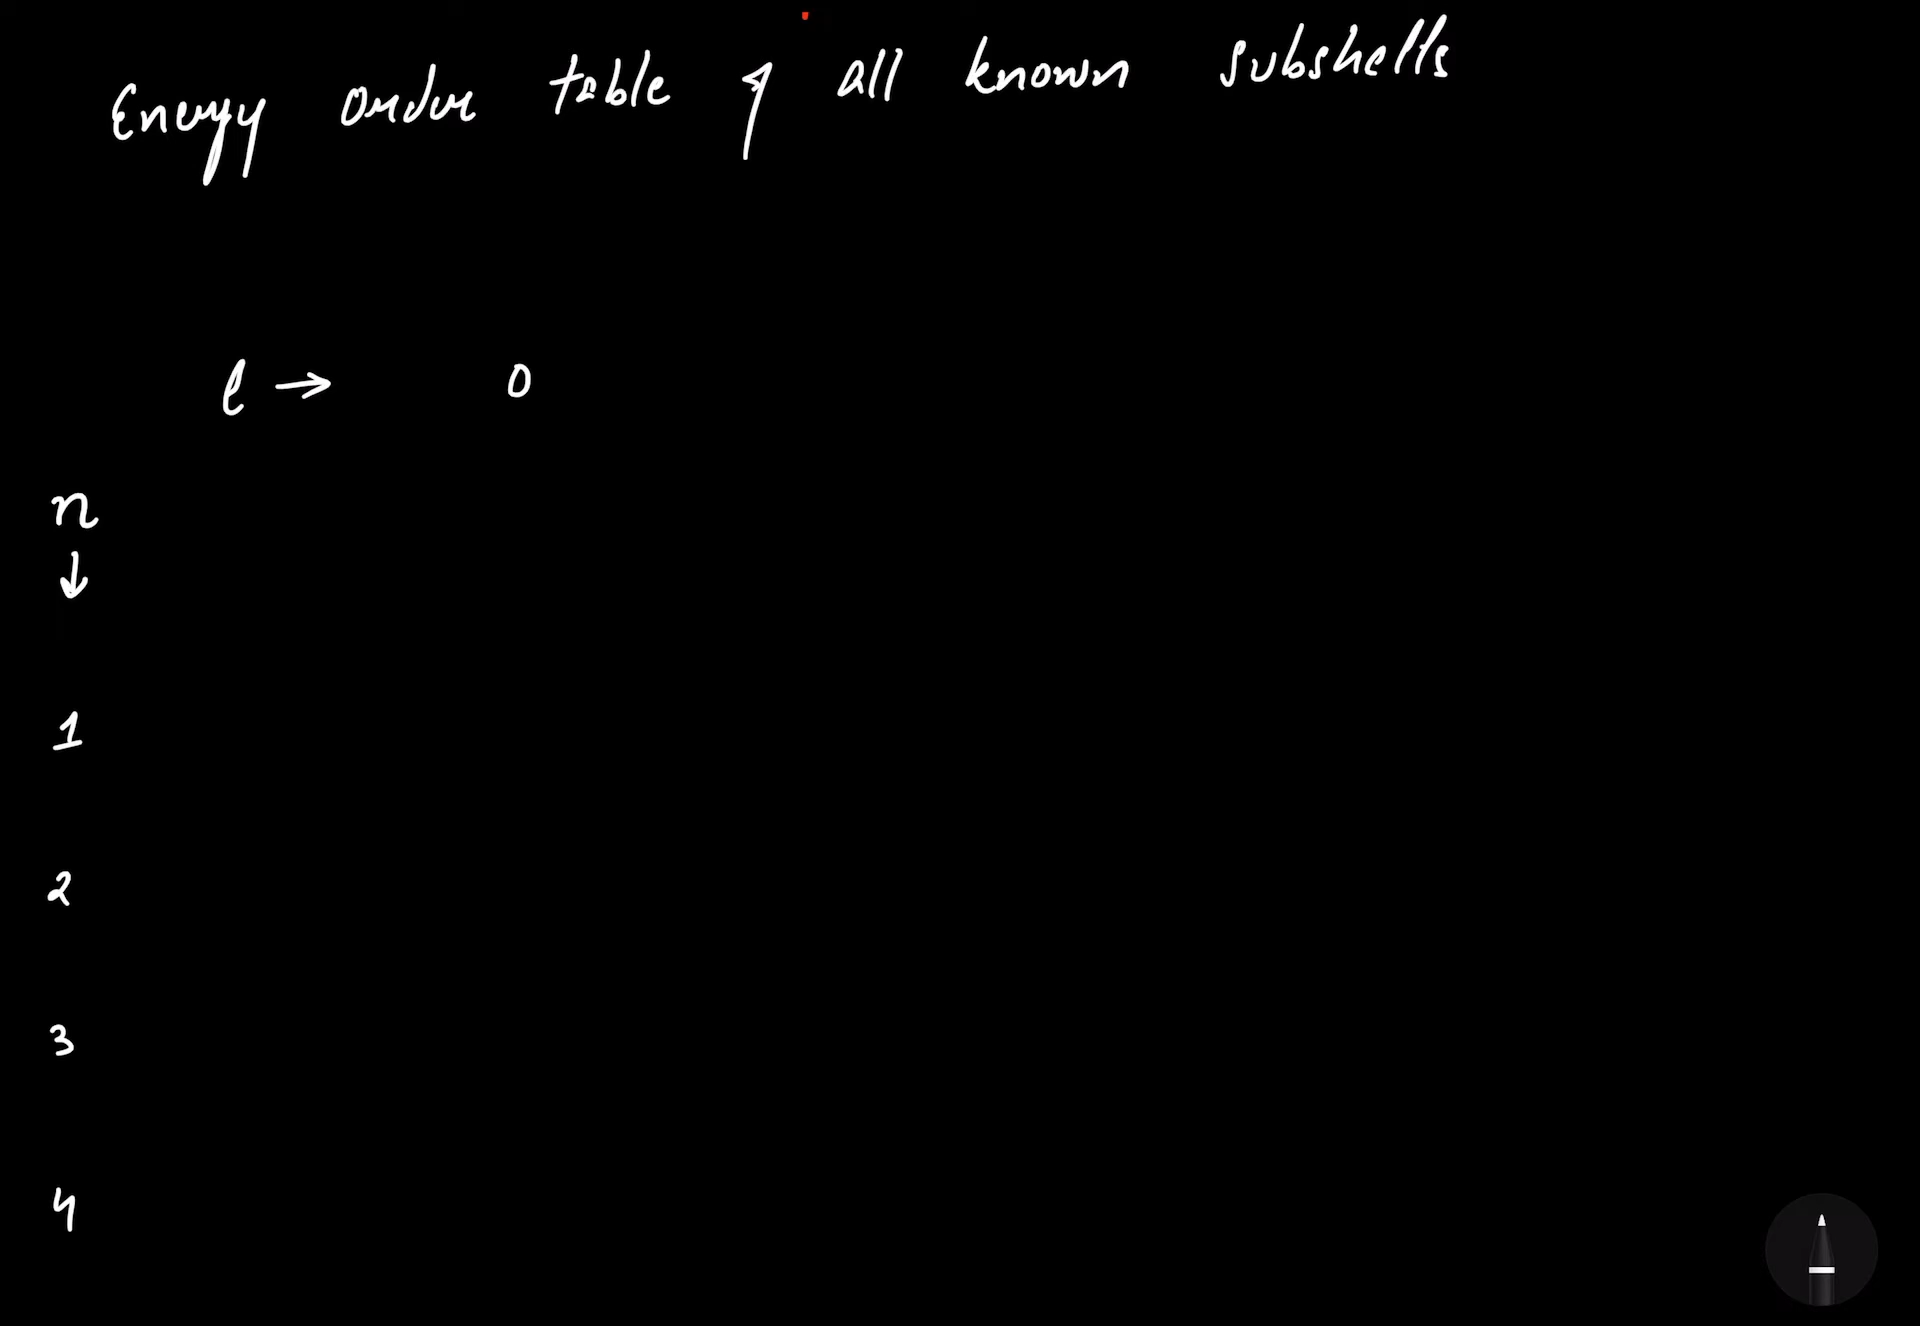 Energy order table of all known subshells
l → 0
n
↓
1
2
3
4